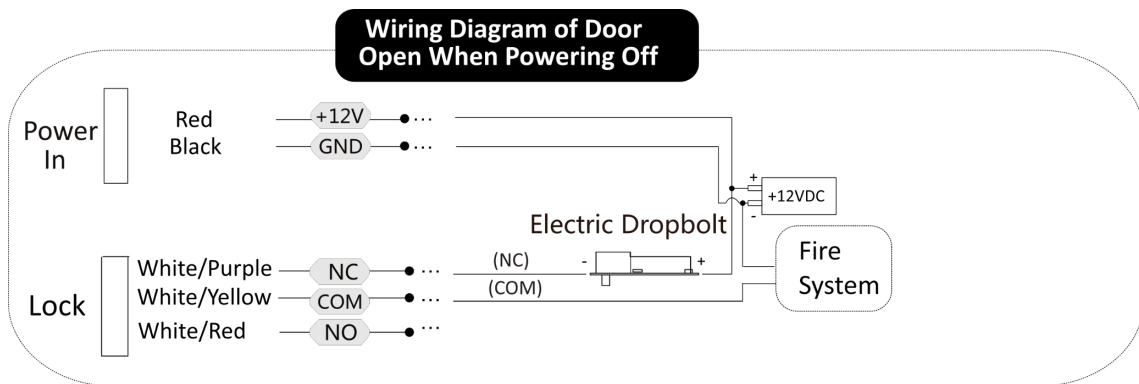 Wiring Diagram of Door
Open When Powering Off
Power
In
Red
+12V
...
Black
GND
...
+
+12VDC
-
Electric Dropbolt
Fire
System
Lock
White/Purple
NC
...
(NC)
-
+
White/Yellow
COM
...
(COM)
White/Red
NO
...